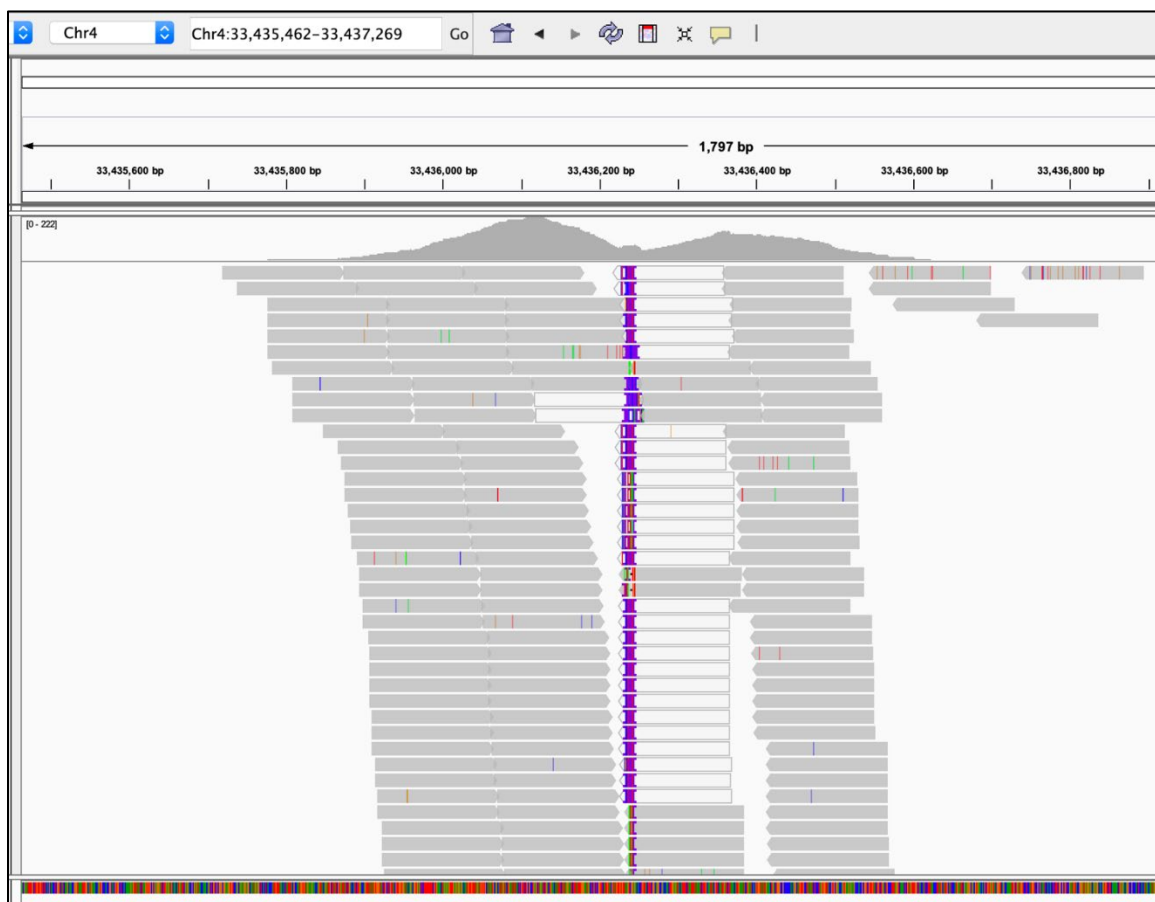 Chr4 Chr4:33,435,462-33,437,269 Go
1,797 bp
33,435,600 bp 33,435,800 bp 33,436,000 bp 33,436,200 bp 33,436,400 bp 33,436,600 bp 33,436,800 bp
[0 - 222]